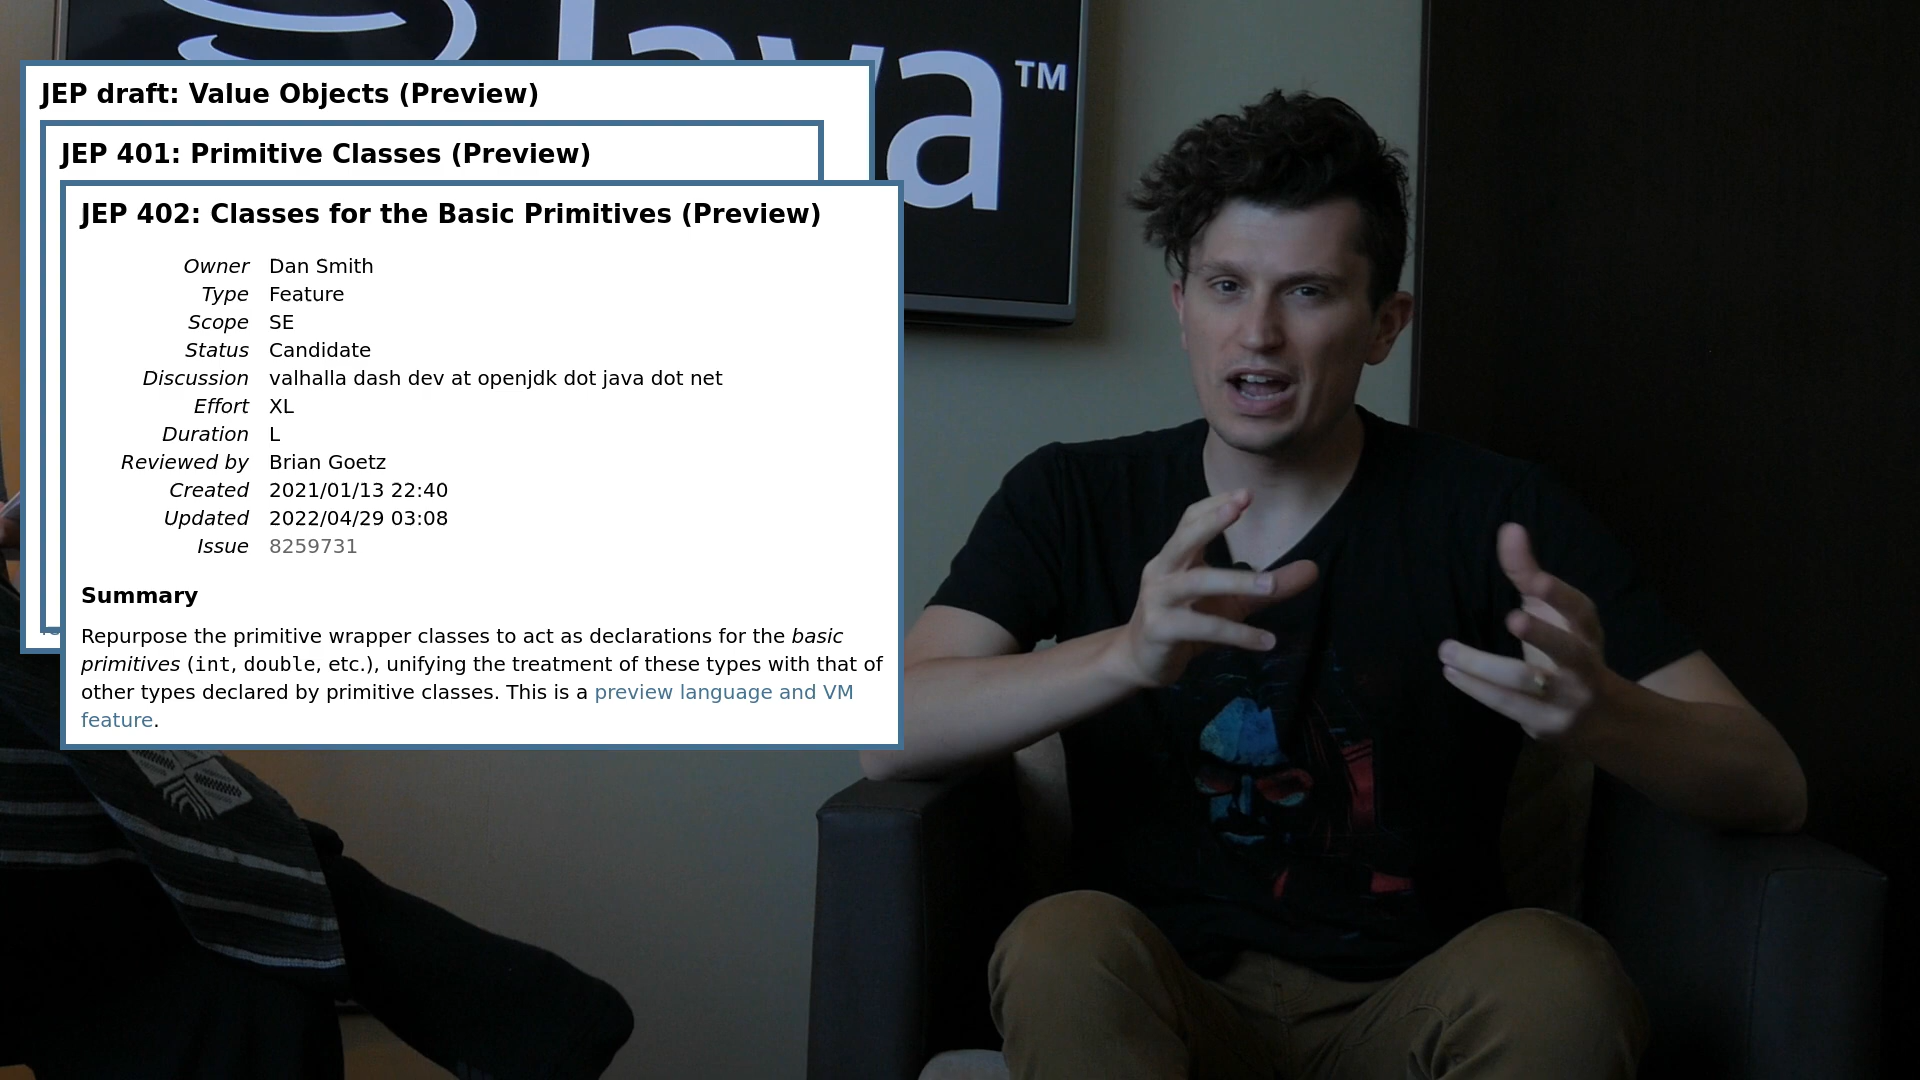 Java™
JEP draft: Value Objects (Preview)
JEP 401: Primitive Classes (Preview)
JEP 402: Classes for the Basic Primitives (Preview)
Owner Dan Smith
Type Feature
Scope SE
Status Candidate
Discussion valhalla dash dev at openjdk dot java dot net
Effort XL
Duration L
Reviewed by Brian Goetz
Created 2021/01/13 22:40
Updated 2022/04/29 03:08
Issue 8259731
Summary
Repurpose the primitive wrapper classes to act as declarations for the basic
primitives (int, double, etc.), unifying the treatment of these types with that of
other types declared by primitive classes. This is a preview language and VM
feature.